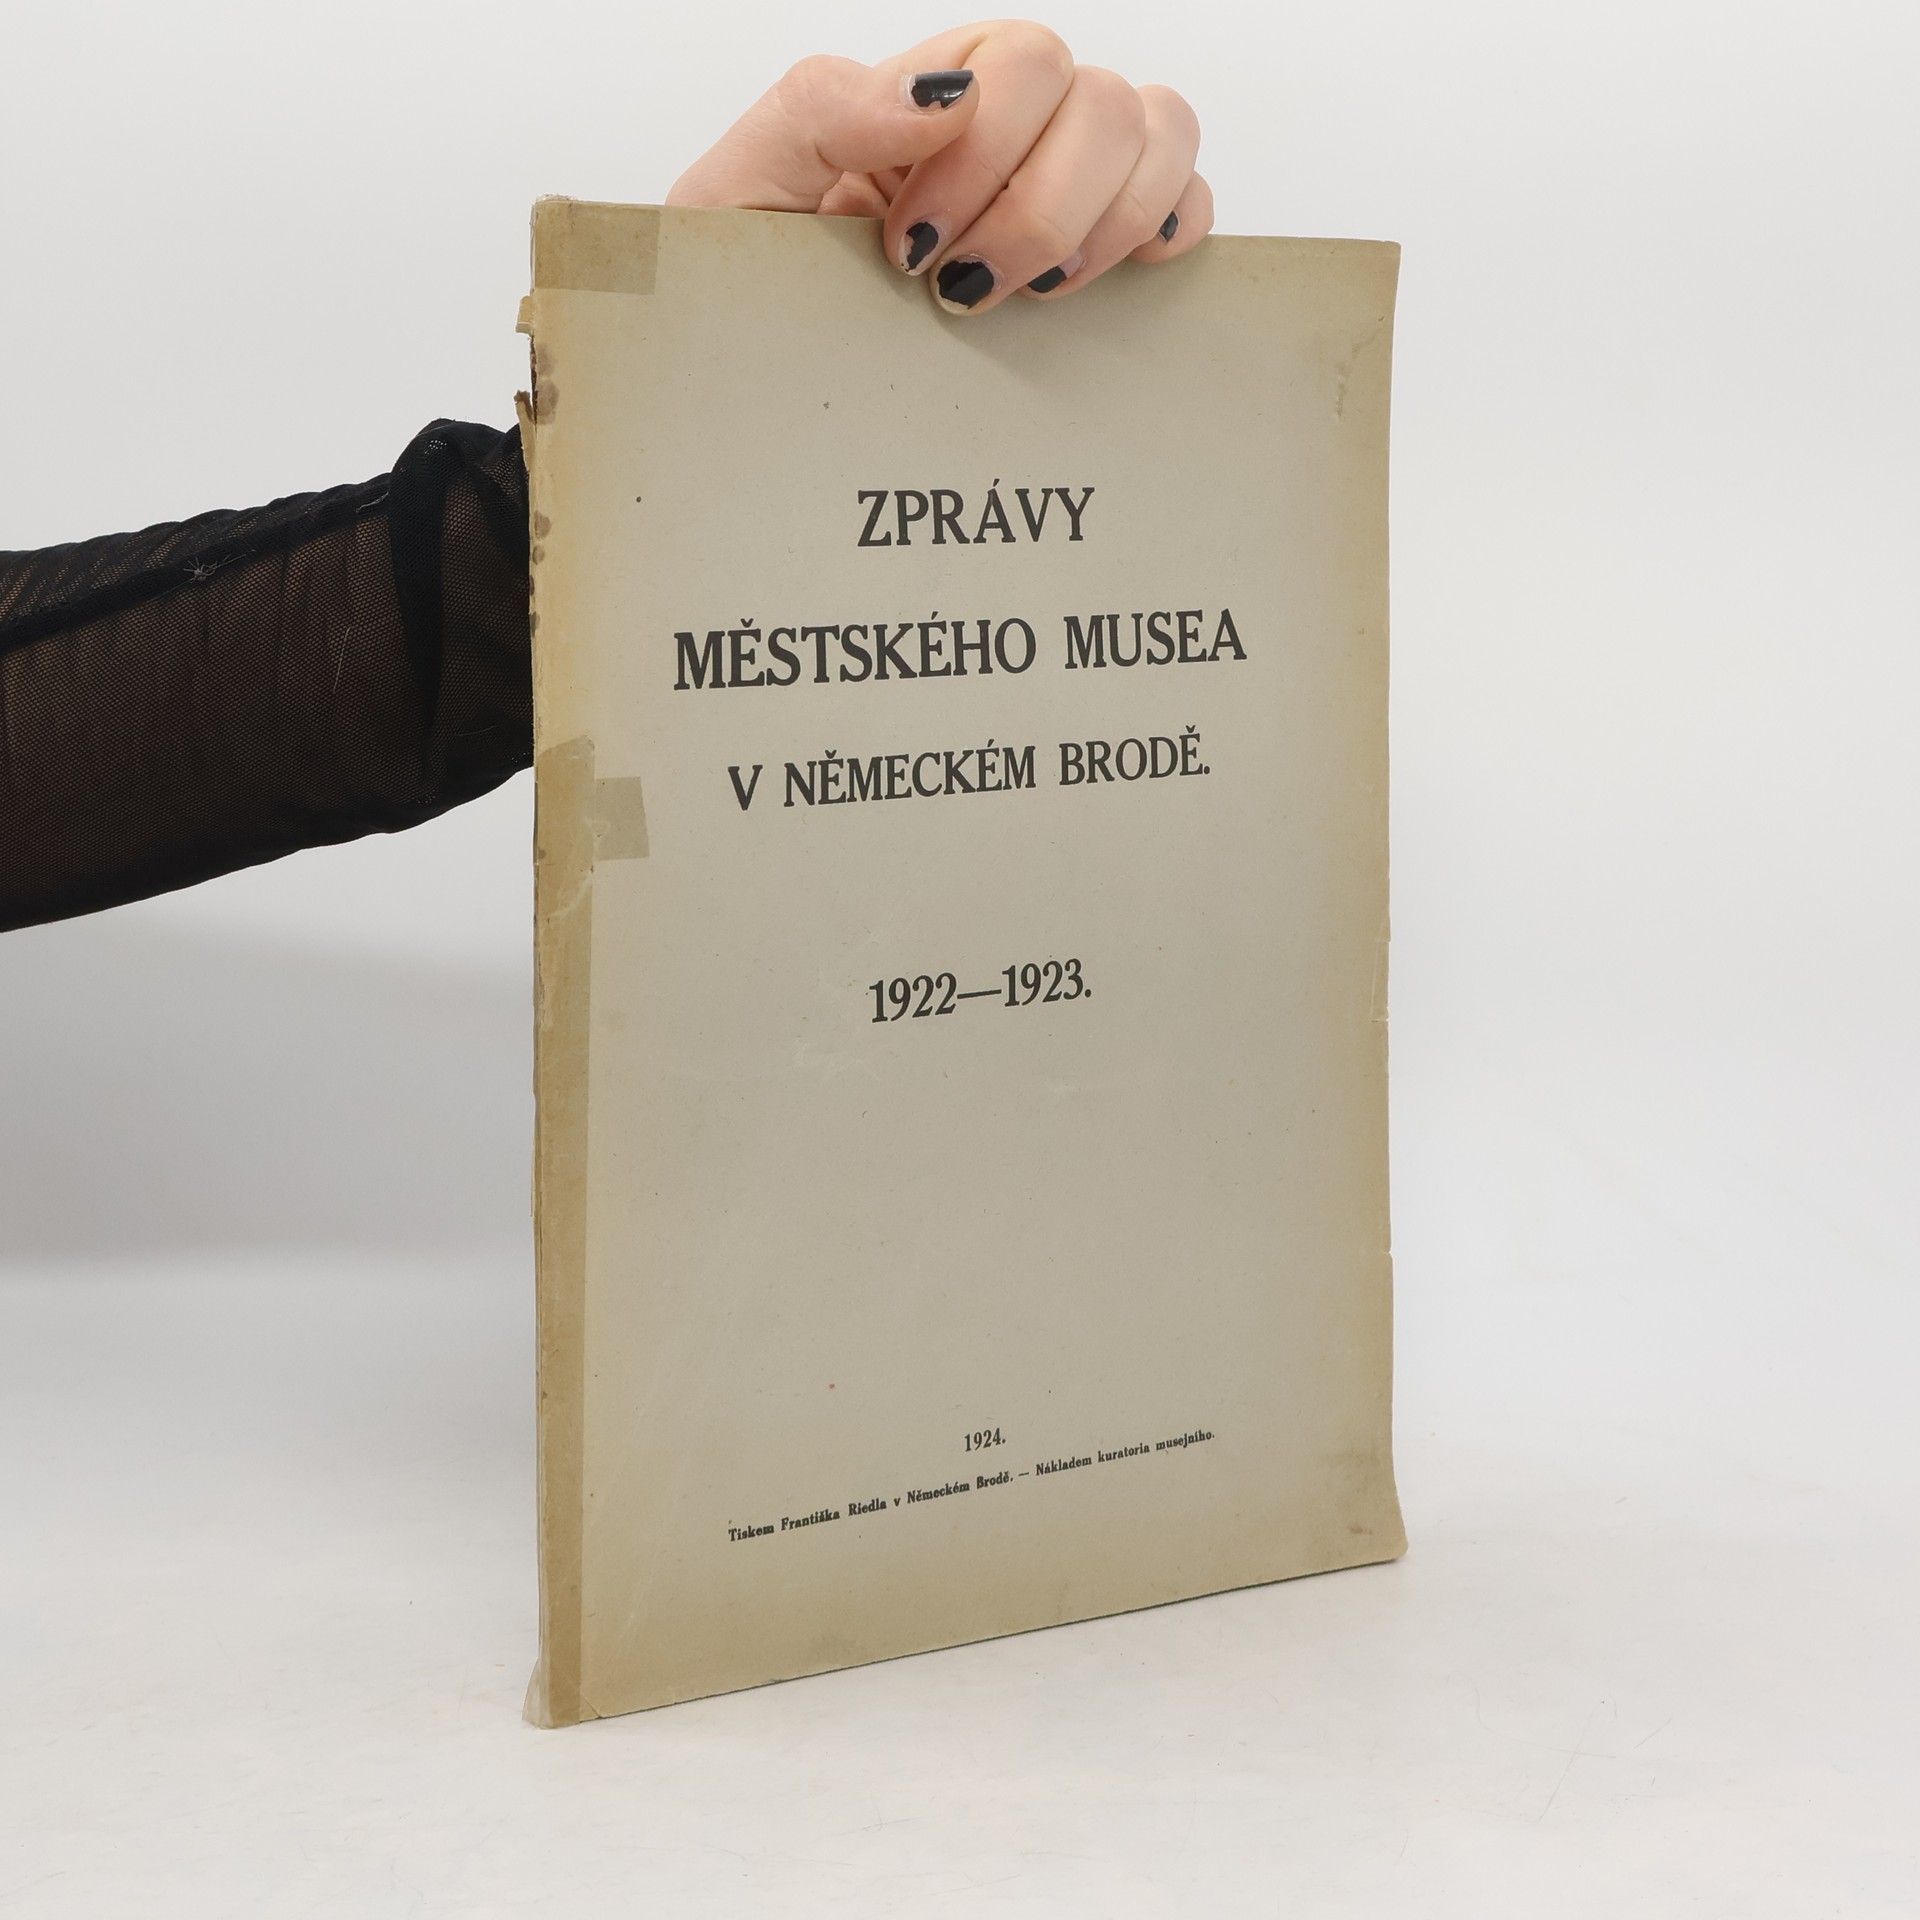 ZPRÁVY
MĚSTSKÉHO MUSEA
V NĚMECKÉM BRODĚ.
1922—1923.
1924.
Tiskem Františka Riedla v Německém Brodě. — Nákladem kuratoria musejního.